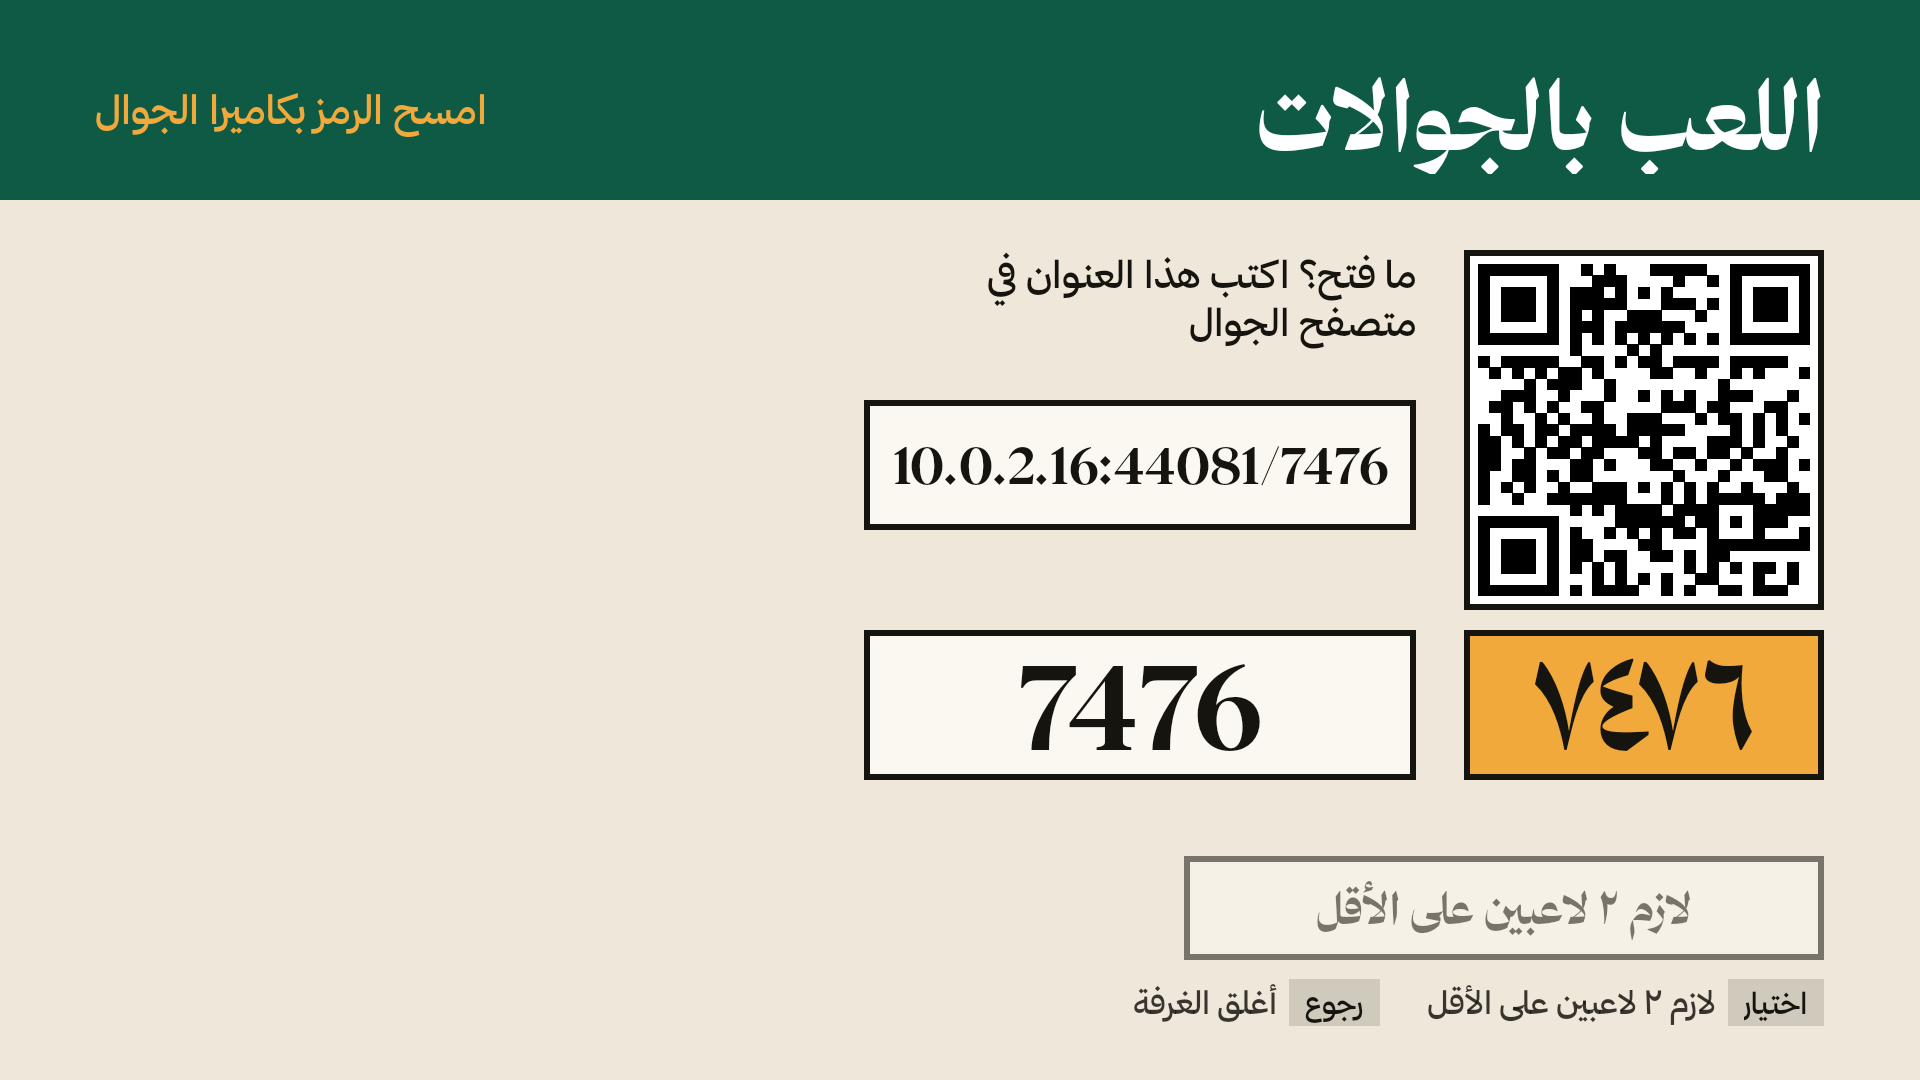 اللعب بالجوالات
امسح الرمز بكاميرا الجوال
ما فتح؟ اكتب هذا العنوان في
متصفح الجوال
10.0.2.16:44081/7476
٧٤٧٦
7476
لازم ٢ لاعبين على الأقل
اختيار لازم ٢ لاعبين على الأقل رجوع أغلق الغرفة